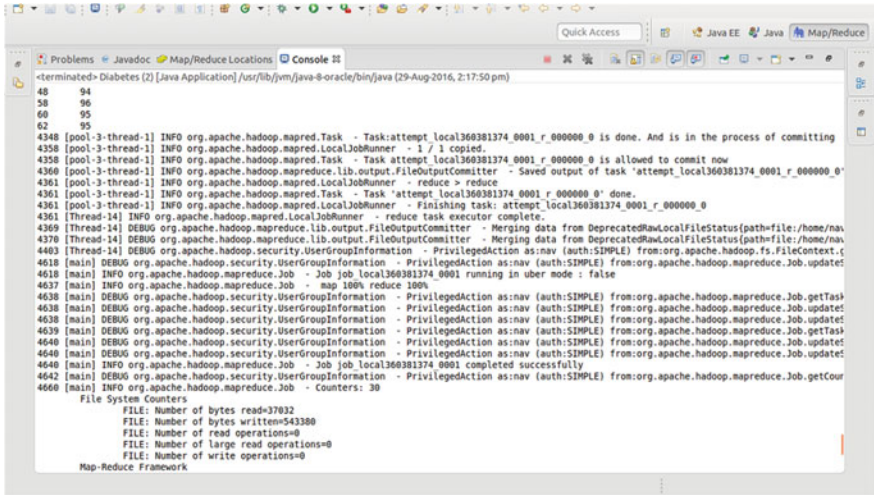 Quick Access
Java EE Java Map/Reduce
Problems Javadoc Map/Reduce Locations Console
<terminated> Diabetes (2) [Java Application] /usr/lib/jvm/java-8-oracle/bin/java (29-Aug-2016, 2:17:50 pm)
48 94
58 96
60 95
62 95
4348 [pool-3-thread-1] INFO org.apache.hadoop.mapred.Task - Task:attempt_local360381374_0001_r_000000_0 is done. And is in the process of committing
4358 [pool-3-thread-1] INFO org.apache.hadoop.mapred.LocalJobRunner - 1 / 1 copied.
4358 [pool-3-thread-1] INFO org.apache.hadoop.mapred.Task - Task attempt_local360381374_0001_r_000000_0 is allowed to commit now
4360 [pool-3-thread-1] INFO org.apache.hadoop.mapreduce.lib.output.FileOutputCommitter - Saved output of task 'attempt_local360381374_0001_r_000000_0'
4361 [pool-3-thread-1] INFO org.apache.hadoop.mapred.LocalJobRunner - reduce > reduce
4361 [pool-3-thread-1] INFO org.apache.hadoop.mapred.Task - Task 'attempt_local360381374_0001_r_000000_0' done.
4361 [pool-3-thread-1] INFO org.apache.hadoop.mapred.LocalJobRunner - Finishing task: attempt_local360381374_0001_r_000000_0
4361 [Thread-14] INFO org.apache.hadoop.mapred.LocalJobRunner - reduce task executor complete.
4369 [Thread-14] DEBUG org.apache.hadoop.mapreduce.lib.output.FileOutputCommitter - Merging data from DeprecatedRawLocalFileStatus{path=file:/home/nav
4370 [Thread-14] DEBUG org.apache.hadoop.mapreduce.lib.output.FileOutputCommitter - Merging data from DeprecatedRawLocalFileStatus{path=file:/home/nav
4403 [Thread-14] DEBUG org.apache.hadoop.security.UserGroupInformation - PrivilegedAction as:nav (auth:SIMPLE) from:org.apache.hadoop.fs.FileContext.g
4618 [main] DEBUG org.apache.hadoop.security.UserGroupInformation - PrivilegedAction as:nav (auth:SIMPLE) from:org.apache.hadoop.mapreduce.Job.updateS
4618 [main] INFO org.apache.hadoop.mapreduce.Job - Job job_local360381374_0001 running in uber mode : false
4637 [main] INFO org.apache.hadoop.mapreduce.Job - map 100% reduce 100%
4638 [main] DEBUG org.apache.hadoop.security.UserGroupInformation - PrivilegedAction as:nav (auth:SIMPLE) from:org.apache.hadoop.mapreduce.Job.getTask
4638 [main] DEBUG org.apache.hadoop.security.UserGroupInformation - PrivilegedAction as:nav (auth:SIMPLE) from:org.apache.hadoop.mapreduce.Job.updateS
4638 [main] DEBUG org.apache.hadoop.security.UserGroupInformation - PrivilegedAction as:nav (auth:SIMPLE) from:org.apache.hadoop.mapreduce.Job.updateS
4639 [main] DEBUG org.apache.hadoop.security.UserGroupInformation - PrivilegedAction as:nav (auth:SIMPLE) from:org.apache.hadoop.mapreduce.Job.getTask
4640 [main] DEBUG org.apache.hadoop.security.UserGroupInformation - PrivilegedAction as:nav (auth:SIMPLE) from:org.apache.hadoop.mapreduce.Job.updateS
4640 [main] DEBUG org.apache.hadoop.security.UserGroupInformation - PrivilegedAction as:nav (auth:SIMPLE) from:org.apache.hadoop.mapreduce.Job.updateS
4640 [main] INFO org.apache.hadoop.mapreduce.Job - Job job_local360381374_0001 completed successfully
4642 [main] DEBUG org.apache.hadoop.security.UserGroupInformation - PrivilegedAction as:nav (auth:SIMPLE) from:org.apache.hadoop.mapreduce.Job.getCoun
4660 [main] INFO org.apache.hadoop.mapreduce.Job - Counters: 30
File System Counters
FILE: Number of bytes read=37032
FILE: Number of bytes written=543380
FILE: Number of read operations=0
FILE: Number of large read operations=0
FILE: Number of write operations=0
Map-Reduce Framework